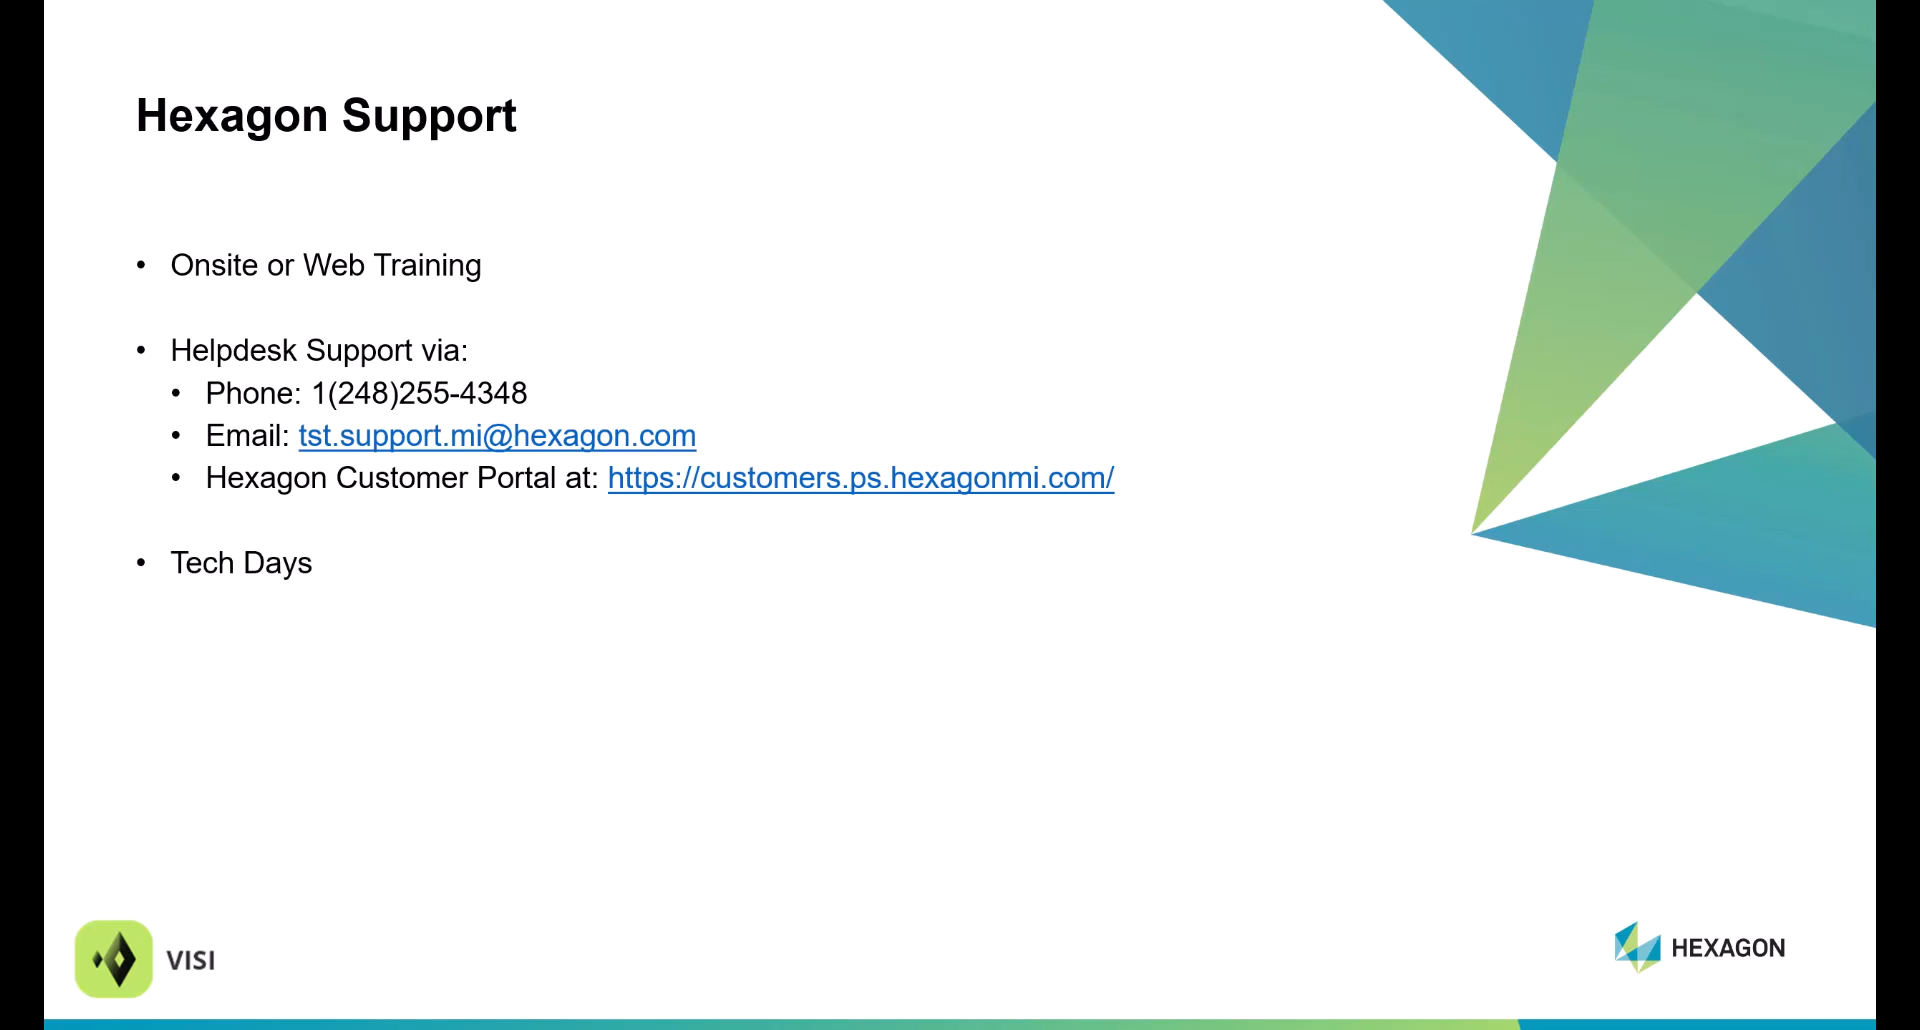 Hexagon Support
• Onsite or Web Training
• Helpdesk Support via:
• Phone: 1(248)255-4348
• Email: tst.support.mi@hexagon.com
• Hexagon Customer Portal at: https://customers.ps.hexagonmi.com/
• Tech Days
VISI
HEXAGON